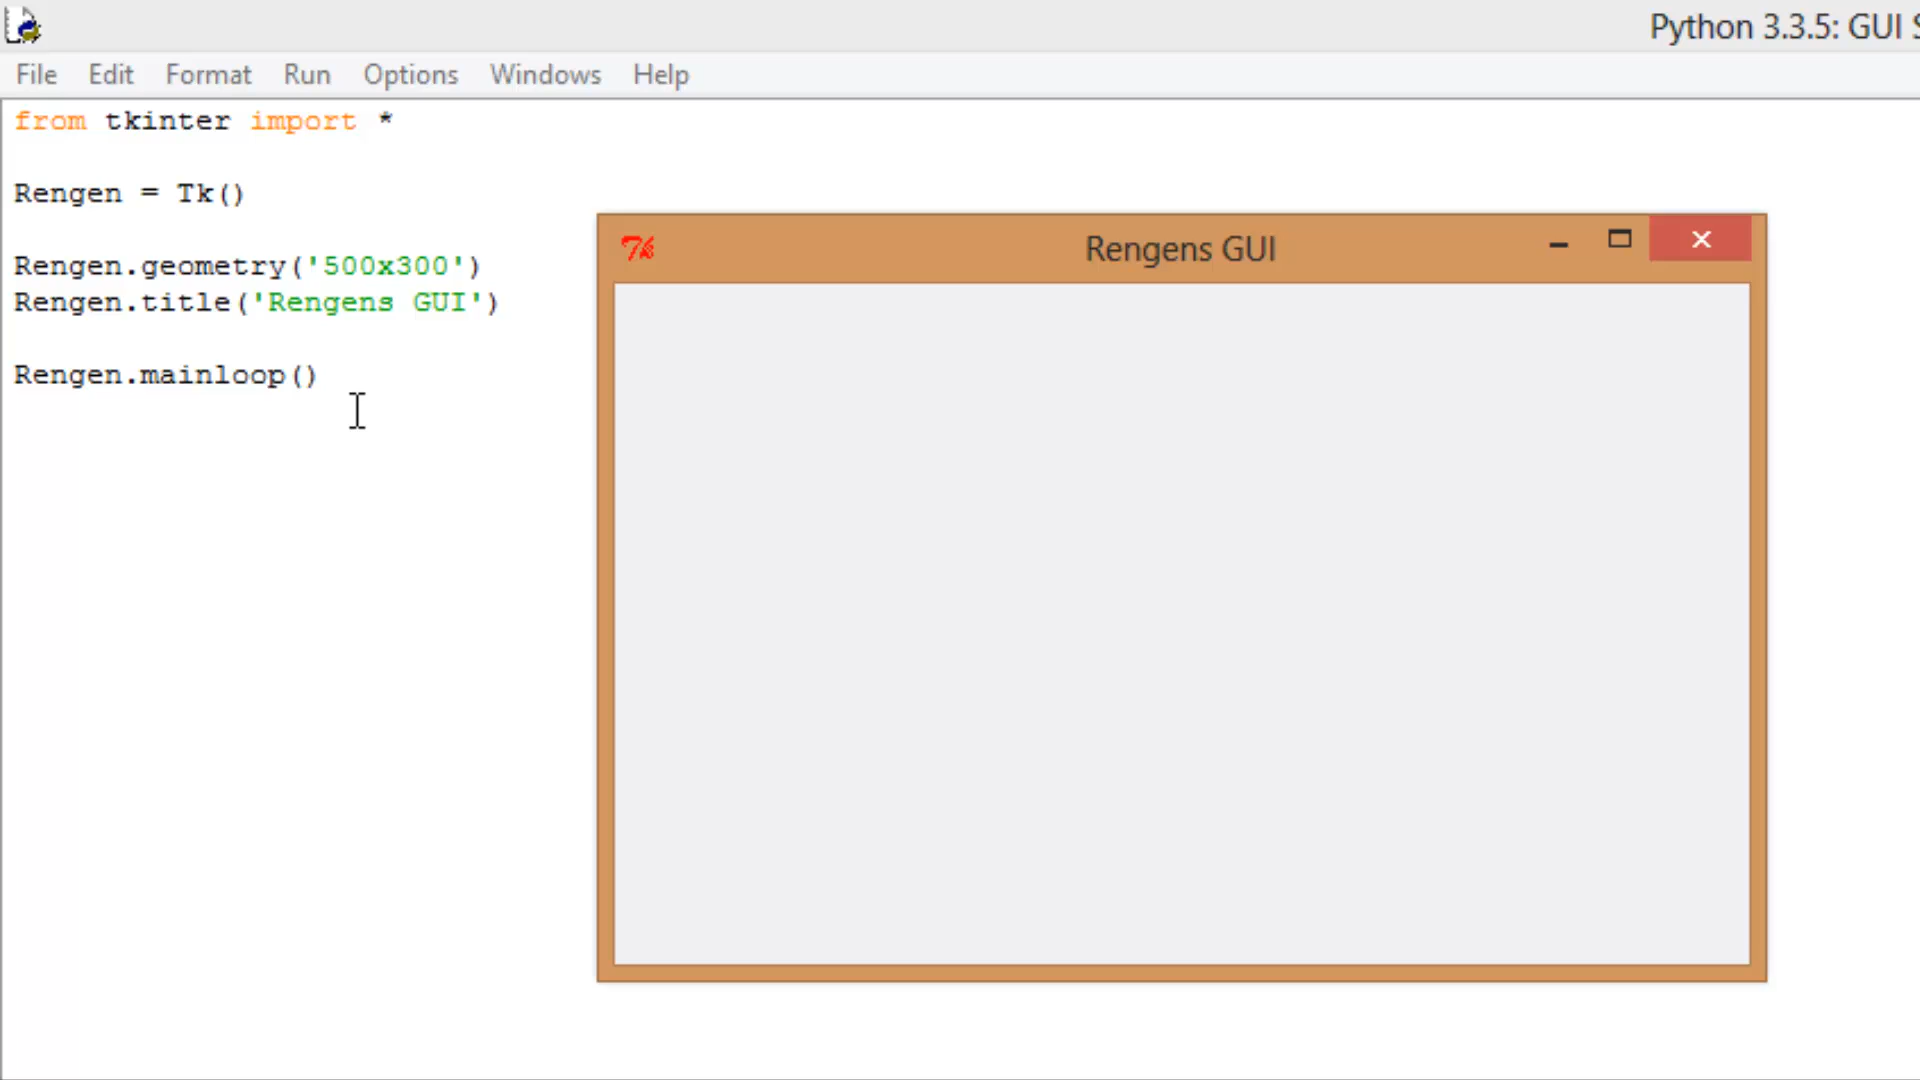 Python 3.3.5: GUI S
File Edit Format Run Options Windows Help
from tkinter import *
Rengen = Tk()
Rengen.geometry('500x300')
Rengen.title('Rengens GUI')
Rengen.mainloop()
Rengens GUI